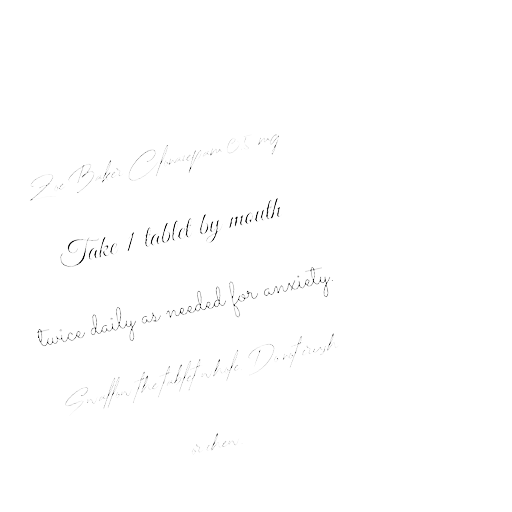 Zoe Baker Clonazepam 0.5 mg
Take 1 tablet by mouth
twice daily as needed for anxiety.
Swallow the tablet whole. Do not crush
or chew